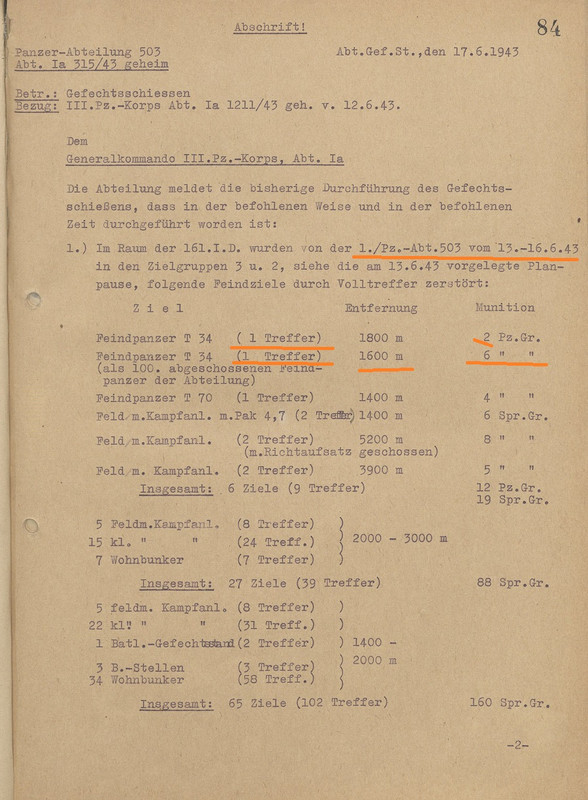 Abschrift!
84
Panzer-Abteilung 503
Abt.Gef.St.,den 17.6.1943
Abt. Ia 315/43 geheim
Betr.: Gefechtsschiessen
Bezug: III.Pz.-Korps Abt. Ia 1211/43 geh. v. 12.6.43.
Dem
Generalkommando III.Pz.-Korps, Abt. Ia
Die Abteilung meldet die bisherige Durchführung des Gefechts-
schießens, dass in der befohlenen Weise und in der befohlenen
Zeit durchgeführt worden ist:
1.) Im Raum der 161.I.D. wurden von der 1./Pz.-Abt.503 vom 13.-16.6.43
in den Zielgruppen 3 u. 2, siehe die am 13.6.43 vorgelegte Plan-
pause, folgende Feindziele durch Volltreffer zerstört:
Z i e l Entfernung Munition
Feindpanzer T 34 ( 1 Treffer) 1800 m 2 Pz.Gr.
Feindpanzer T 34 (1 Treffer) 1600 m 6 " "
(als 100. abgeschossenen Feind-
panzer der Abteilung)
Feindpanzer T 70 (1 Treffer) 1400 m 4 " "
Feld/m.Kampfanl. m.Pak 4,7 (2 Treffer) 1400 m 6 Spr.Gr.
Feld/m.Kampfanl. (2 Treffer) 5200 m 8 " "
(m.Richtaufsatz geschossen)
Feld/m. Kampfanl. (2 Treffer) 3900 m 5 " "
Insgesamt: 6 Ziele (9 Treffer) 12 Pz.Gr.
19 Spr.Gr.
5 Feldm.Kampfanl. (8 Treffer) )
15 kl. " " (24 Treff.) ) 2000 - 3000 m
7 Wohnbunker (7 Treffer) )
Insgesamt: 27 Ziele (39 Treffer) 88 Spr.Gr.
5 feldm. Kampfanl. (8 Treffer) )
22 kl. " " (31 Treff.) )
1 Batl.-Gefechtsstand (2 Treffer) ) 1400 -
3 B.-Stellen (3 Treffer) ) 2000 m
34 Wohnbunker (58 Treff.) )
Insgesamt: 65 Ziele (102 Treffer) 160 Spr.Gr.
-2-